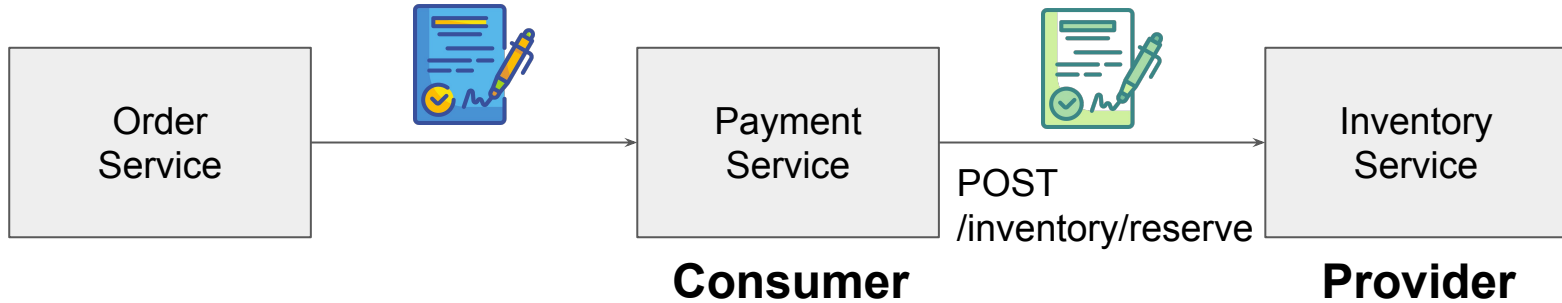 Order
Service
Payment
Service
POST
/inventory/reserve
Inventory
Service
Consumer
Provider